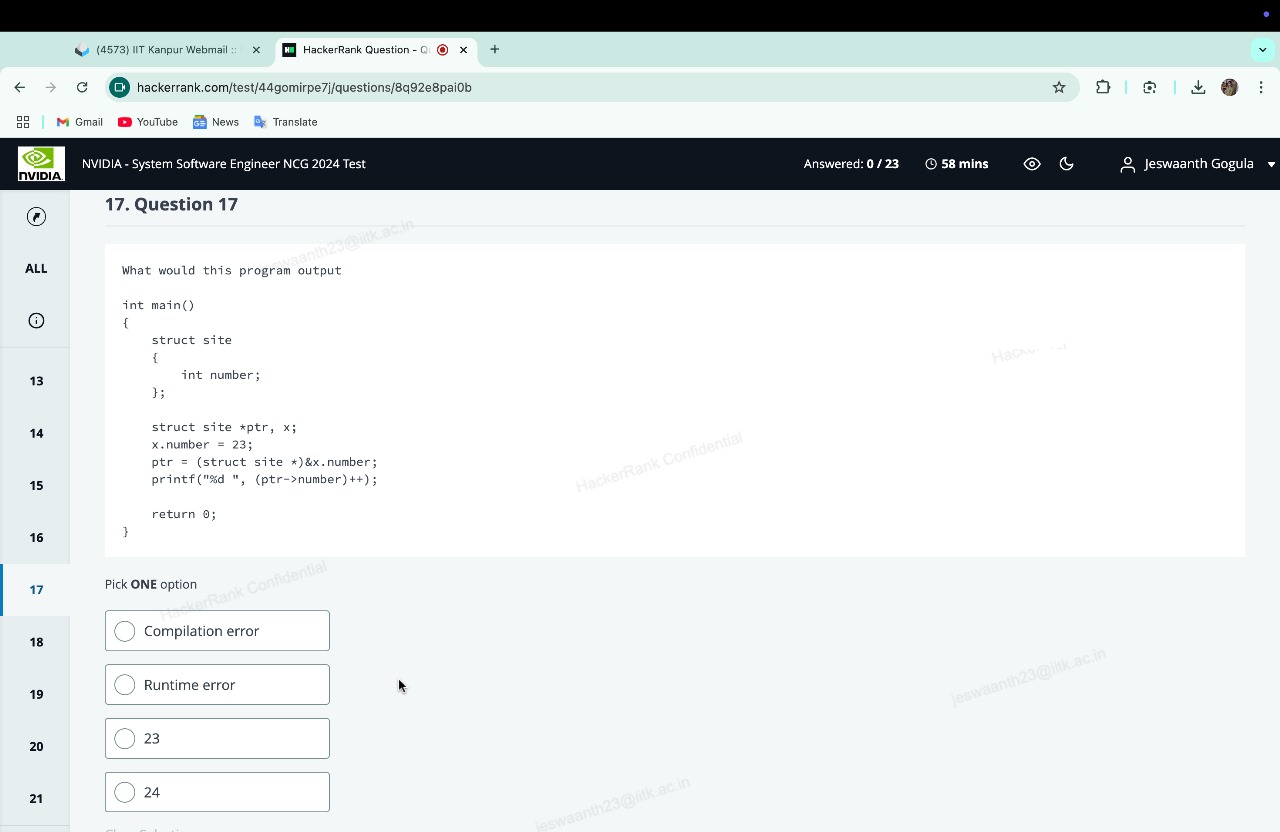 (4573) IIT Kanpur Webmail ::
HackerRank Question - Q
hackerrank.com/test/44gomirpe7j/questions/8q92e8pai0b
Gmail
YouTube
News
Translate
NVIDIA
NVIDIA - System Software Engineer NCG 2024 Test
Answered: 0 / 23
58 mins
Jeswaanth Gogula
ALL
13
14
15
16
17
18
19
20
21
17. Question 17
What would this program output
int main()
{
    struct site
    {
        int number;
    };
    struct site *ptr, x;
    x.number = 23;
    ptr = (struct site *)&x.number;
    printf("%d ", (ptr->number)++);
    return 0;
}
Pick ONE option
Compilation error
Runtime error
23
24
jeswaanth23@iitk.ac.in
HackerRank Confidential
HackerRank Confidential
jeswaanth23@iitk.ac.in
jeswaanth23@iitk.ac.in